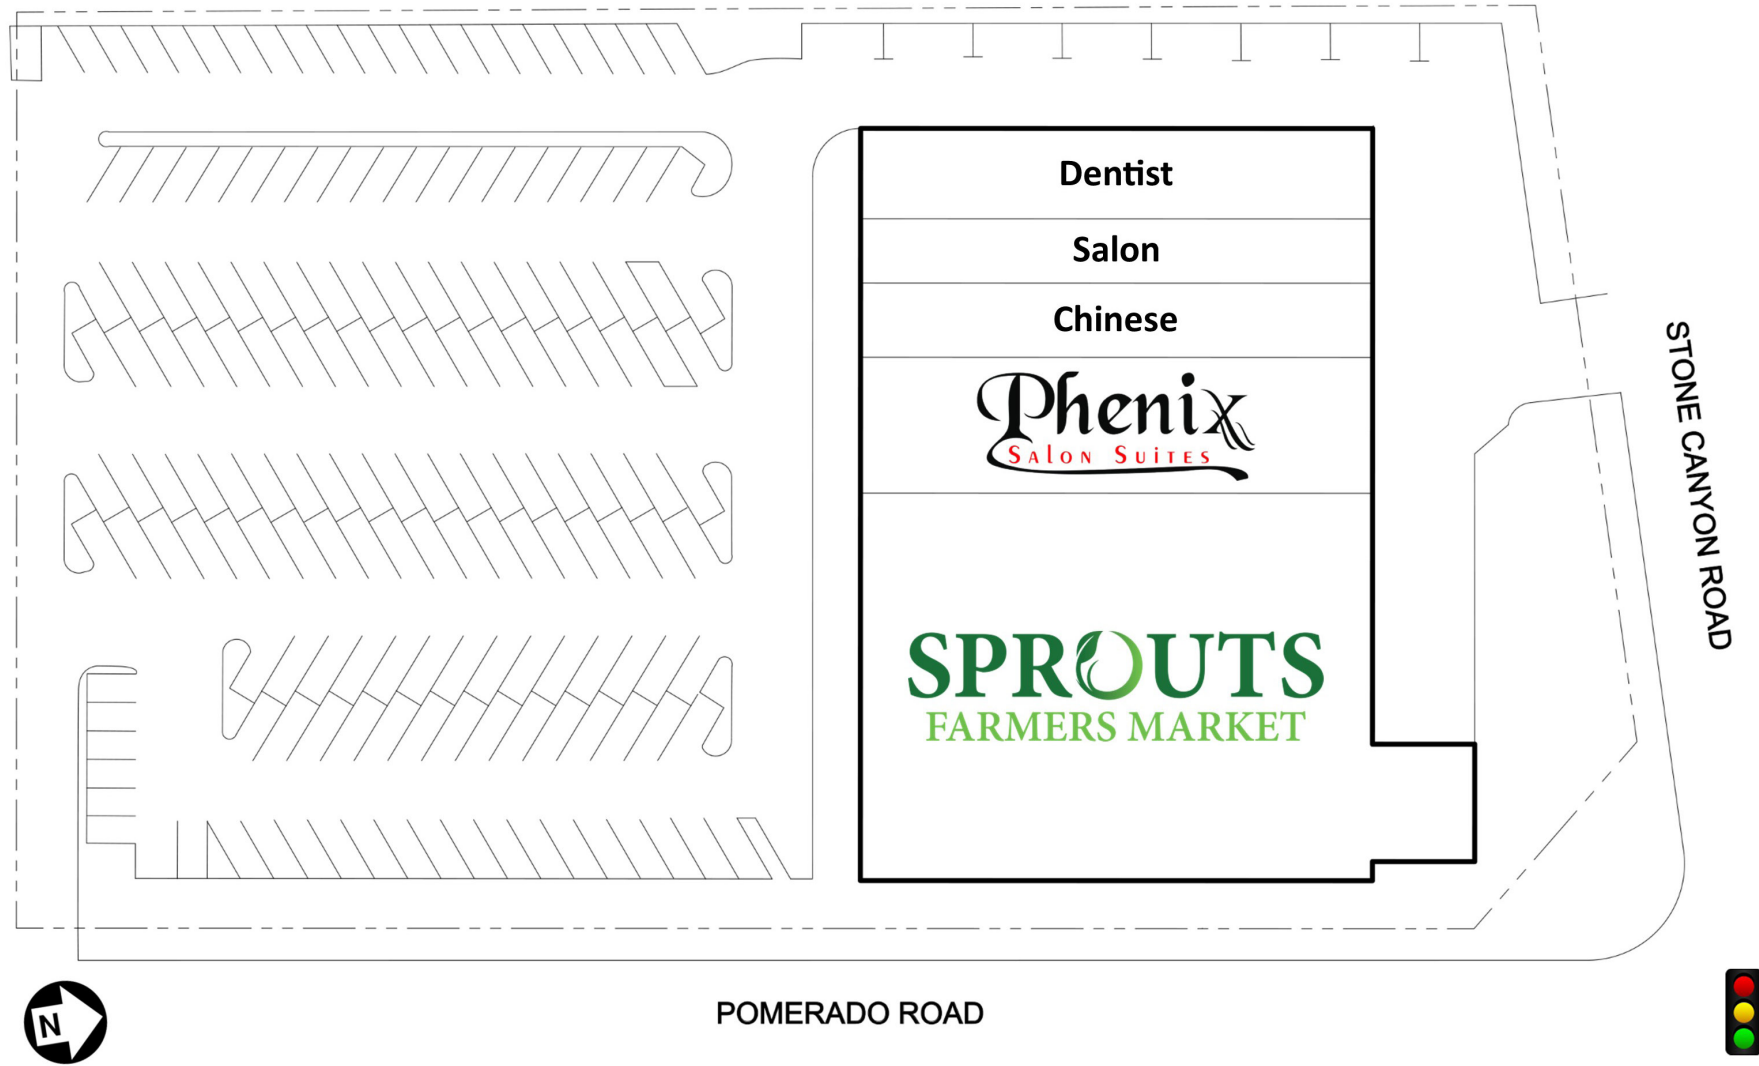 Dentist
Salon
Chinese
Phenix
Salon Suites
SPROUTS
FARMERS MARKET
STONE CANYON ROAD
POMERADO ROAD
N